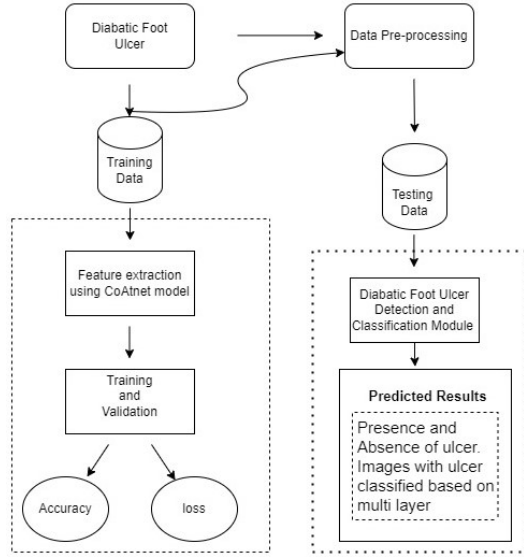 Diabatic Foot
Ulcer
Data Pre-processing
Training
Data
Testing
Data
Feature extraction
using CoAtnet model
Diabatic Foot Ulcer
Detection and
Classification Module
Training
and
Validation
Predicted Results
Presence and
Absence of ulcer.
Images with ulcer
classified based on
multi layer
Accuracy
loss